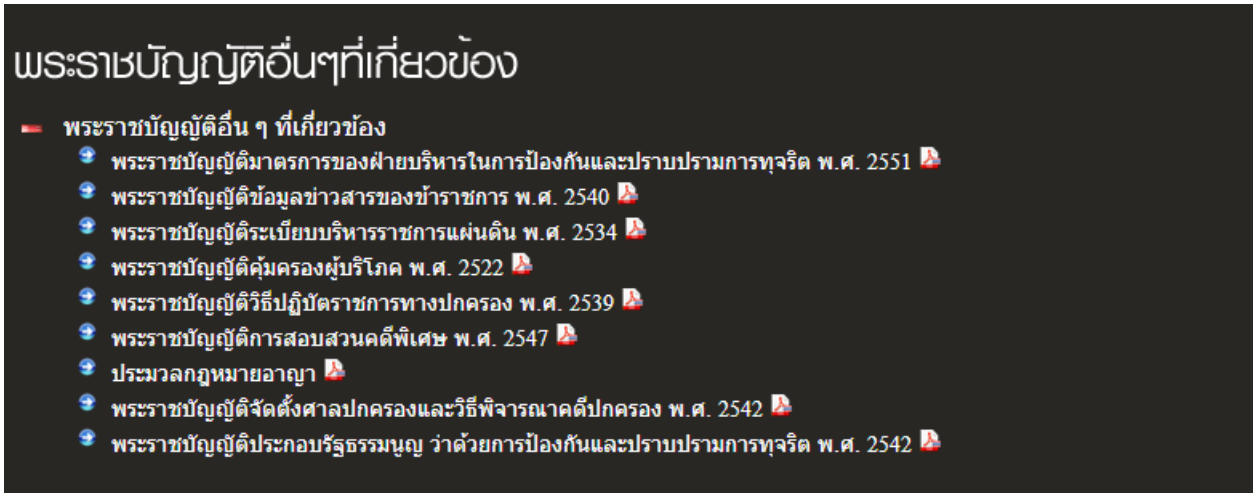 พระราชบัญญัติอื่นๆที่เกี่ยวข้อง
พระราชบัญญัติอื่น ๆ ที่เกี่ยวข้อง
พระราชบัญญัติมาตรการของฝ่ายบริหารในการป้องกันและปราบปรามการทุจริต พ.ศ. 2551
พระราชบัญญัติข้อมูลข่าวสารของข้าราชการ พ.ศ. 2540
พระราชบัญญัติระเบียบบริหารราชการแผ่นดิน พ.ศ. 2534
พระราชบัญญัติคุ้มครองผู้บริโภค พ.ศ. 2522
พระราชบัญญัติวิธีปฏิบัตราชการทางปกครอง พ.ศ. 2539
พระราชบัญญัติการสอบสวนคดีพิเศษ พ.ศ. 2547
ประมวลกฎหมายอาญา
พระราชบัญญัติจัดตั้งศาลปกครองและวิธีพิจารณาคดีปกครอง พ.ศ. 2542
พระราชบัญญัติประกอบรัฐธรรมนูญ ว่าด้วยการป้องกันและปราบปรามการทุจริต พ.ศ. 2542